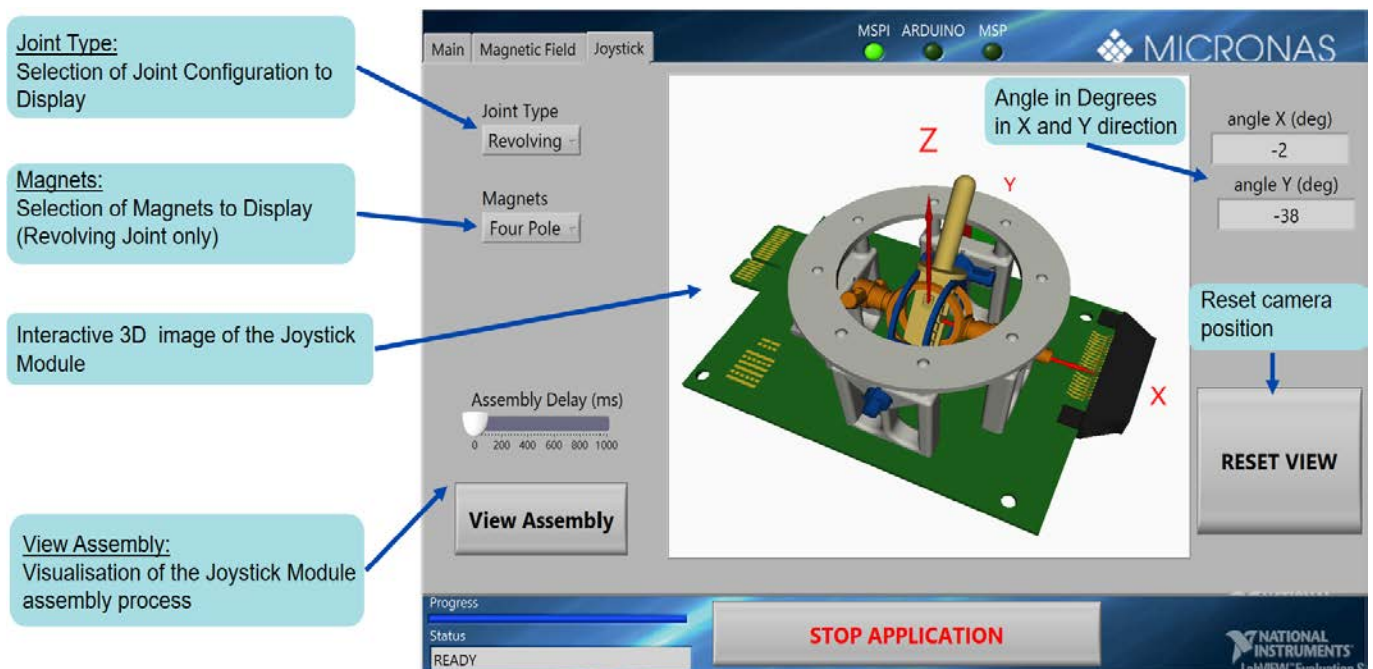 Joint Type:
Selection of Joint Configuration to
Display
Magnets:
Selection of Magnets to Display
(Revolving Joint only)
Interactive 3D image of the Joystick
Module
View Assembly:
Visualisation of the Joystick Module
assembly process
MSPI ARDUINO MSP
Main Magnetic Field Joystick
MICRONAS
Joint Type
Revolving
Magnets
Four Pole
Assembly Delay (ms)
0 200 400 600 800 1000
View Assembly
Z
Y
X
Angle in Degrees
in X and Y direction
angle X (deg)
-2
angle Y (deg)
-38
Reset camera
position
RESET VIEW
Progress
Status
READY
STOP APPLICATION
NATIONAL
INSTRUMENTS